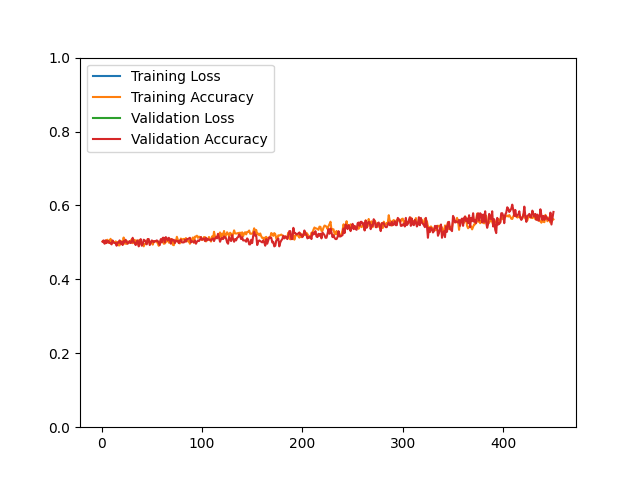 1.0
0.8
0.6
0.4
0.2
0.0
Training Loss
Training Accuracy
Validation Loss
Validation Accuracy
0 100 200 300 400